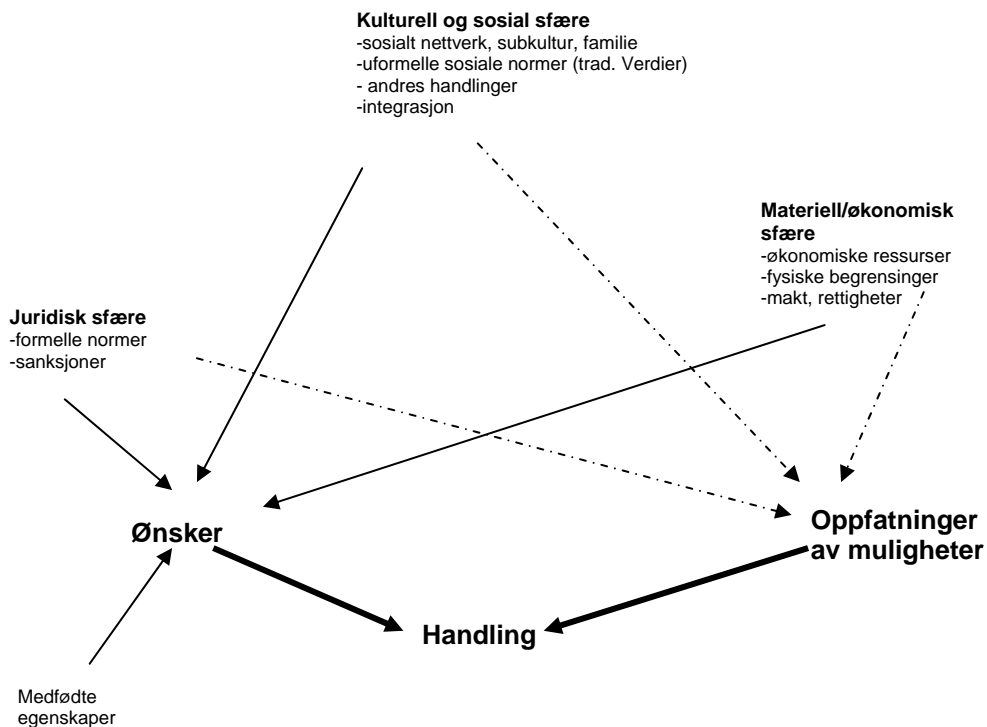 Kulturell og sosial sfære
-sosialt nettverk, subkultur, familie
-uformelle sosiale normer (trad. Verdier)
- andres handlinger
-integrasjon
Materiell/økonomisk
sfære
-økonomiske ressurser
-fysiske begrensinger
-makt, rettigheter
Juridisk sfære
-formelle normer
-sanksjoner
Ønsker
Oppfatninger
av muligheter
Handling
Medfødte
egenskaper